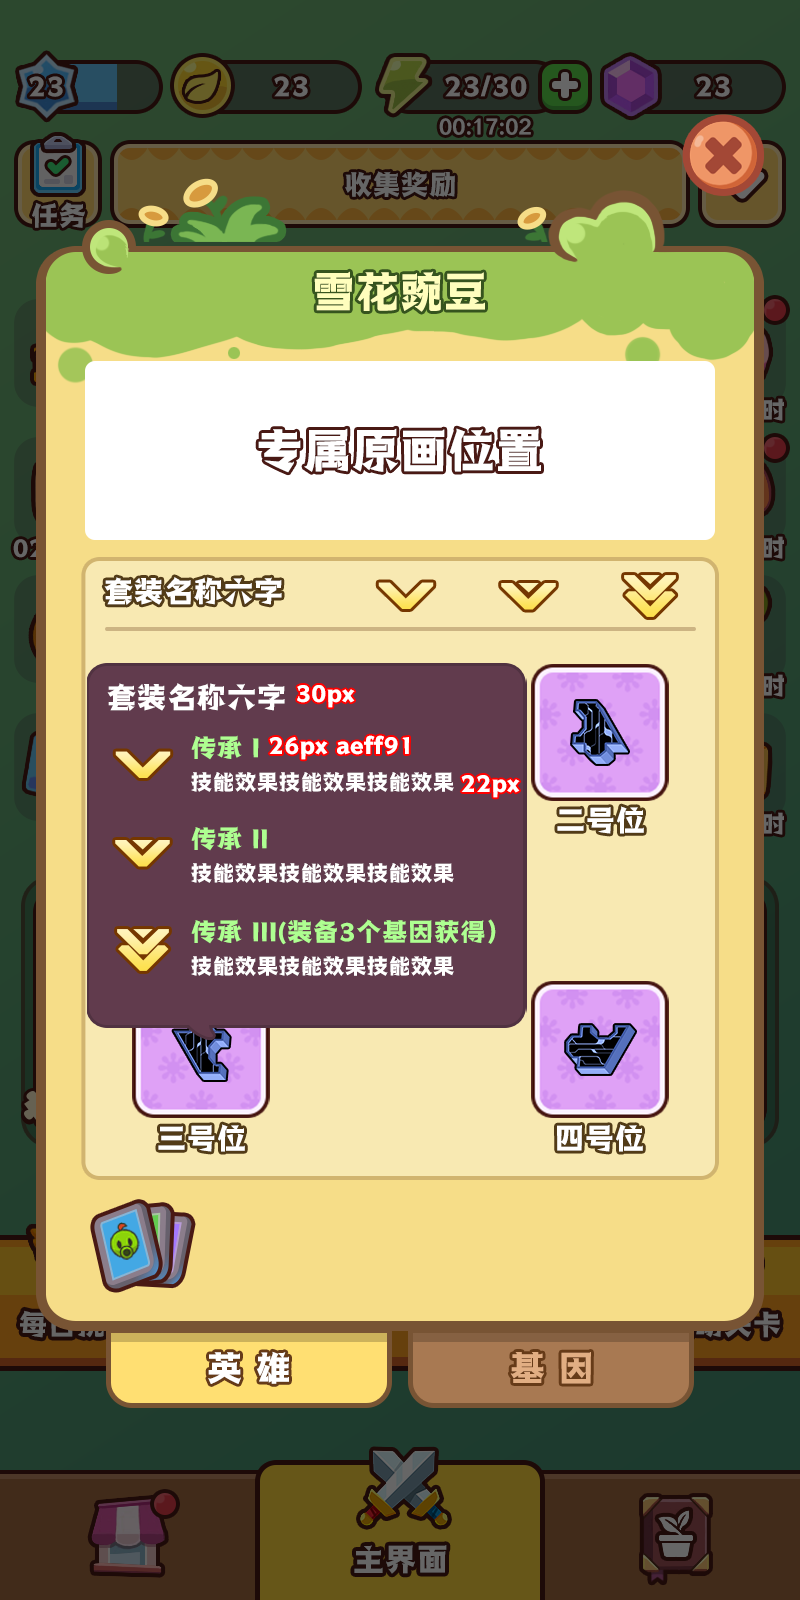 23
23
23/30
23
00:17:02
任务
收集奖励
雪花豌豆
时
专属原画位置
时
套装名称六字
套装名称六字 30px
传承 I 26px aeff91
技能效果技能效果技能效果 22px
时
二号位
时
传承 II
技能效果技能效果技能效果
传承 III(装备3个基因获得)
技能效果技能效果技能效果
三号位
四号位
卡
英雄
基因
主界面